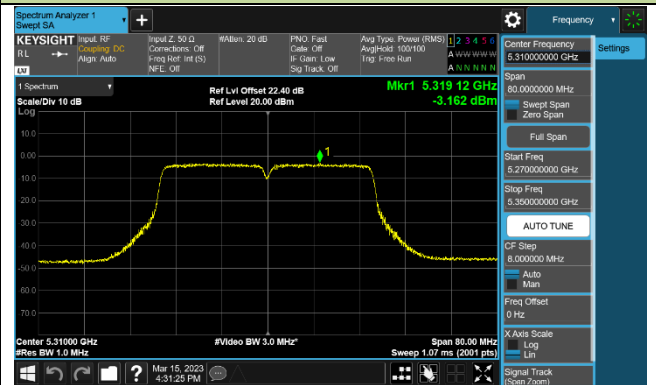 Spectrum Analyzer 1
Swept SA
Frequency
KEYSIGHT
RL
LXI
Input: RF
Coupling: DC
Align: Auto
Input Z: 50 Ω
Corrections: Off
Freq Ref: Int (S)
NFE: Off
#Atten: 20 dB
PNO: Fast
Gate: Off
IF Gain: Low
Sig Track: Off
Avg Type: Power (RMS)
Avg|Hold: 100/100
Trig: Free Run
1 2 3 4 5 6
A W W W W W
A N N N N N
1 Spectrum
Scale/Div 10 dB
Log
Ref Lvl Offset 22.40 dB
Ref Level 20.00 dBm
Mkr1 5.319 12 GHz
-3.162 dBm
1
10.0
0.00
-10.0
-20.0
-30.0
-40.0
-50.0
-60.0
-70.0
Center 5.31000 GHz
#Res BW 1.0 MHz
#Video BW 3.0 MHz*
Span 80.00 MHz
Sweep 1.07 ms (2001 pts)
Mar 15, 2023
4:31:25 PM
Center Frequency
5.310000000 GHz
Settings
Span
80.0000000 MHz
Swept Span
Zero Span
Full Span
Start Freq
5.270000000 GHz
Stop Freq
5.350000000 GHz
AUTO TUNE
CF Step
8.000000 MHz
Auto
Man
Freq Offset
0 Hz
X Axis Scale
Log
Lin
Signal Track
(Span Zoom)